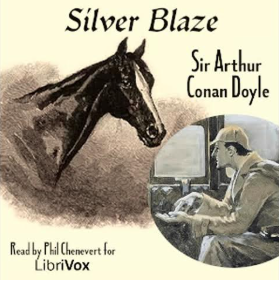 Silver Blaze
Sir Arthur
Conan Doyle
Read by Phil Chenevert for
LibriVox